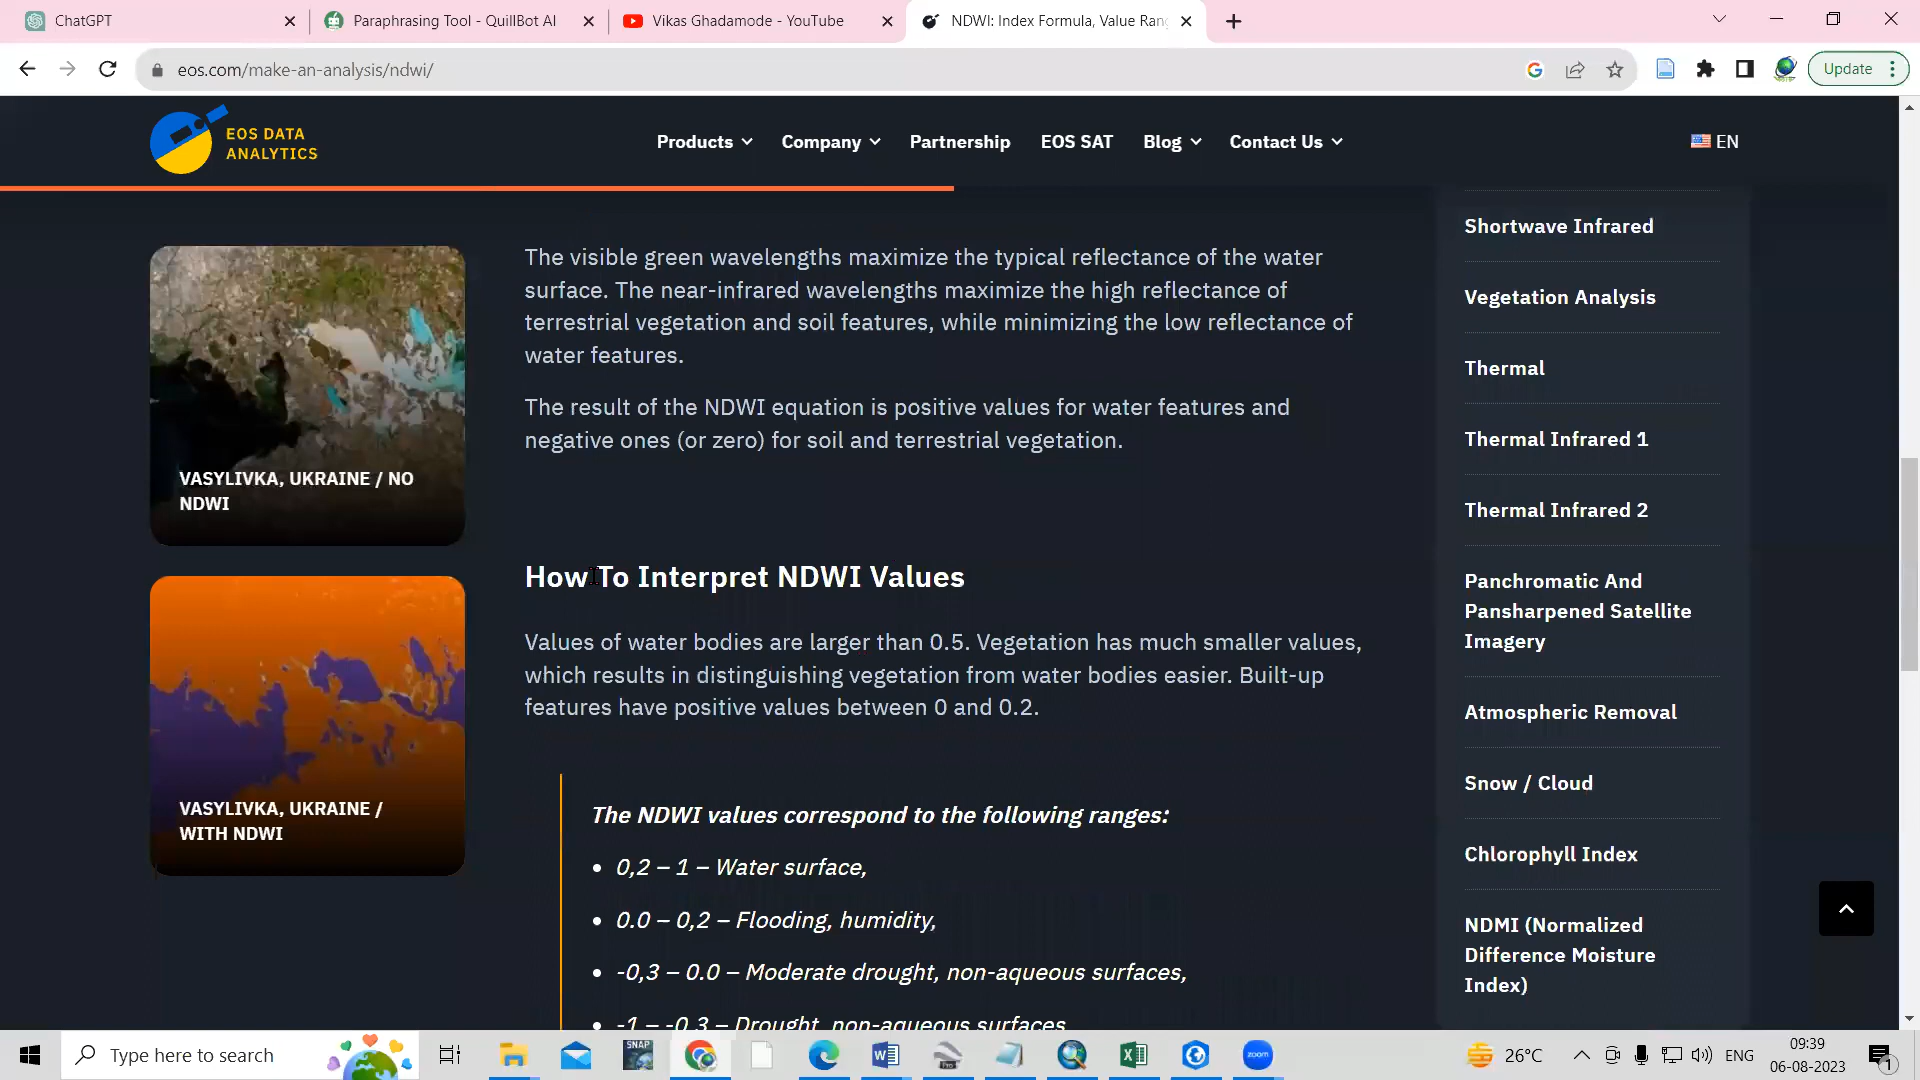 ChatGPT
Paraphrasing Tool - QuillBot AI
Vikas Ghadamode - YouTube
NDWI: Index Formula, Value Ran
eos.com/make-an-analysis/ndwi/
Update
EOS DATA
ANALYTICS
Products
Company
Partnership
EOS SAT
Blog
Contact Us
EN
VASYLIVKA, UKRAINE / NO
NDWI
VASYLIVKA, UKRAINE /
WITH NDWI
The visible green wavelengths maximize the typical reflectance of the water
surface. The near-infrared wavelengths maximize the high reflectance of
terrestrial vegetation and soil features, while minimizing the low reflectance of
water features.
The result of the NDWI equation is positive values for water features and
negative ones (or zero) for soil and terrestrial vegetation.
How To Interpret NDWI Values
Values of water bodies are larger than 0.5. Vegetation has much smaller values,
which results in distinguishing vegetation from water bodies easier. Built-up
features have positive values between 0 and 0.2.
The NDWI values correspond to the following ranges:
• 0,2 – 1 – Water surface,
• 0.0 – 0,2 – Flooding, humidity,
• -0,3 – 0.0 – Moderate drought, non-aqueous surfaces,
• -1 – -0.3 – Drought, non-aqueous surfaces
Shortwave Infrared
Vegetation Analysis
Thermal
Thermal Infrared 1
Thermal Infrared 2
Panchromatic And
Pansharpened Satellite
Imagery
Atmospheric Removal
Snow / Cloud
Chlorophyll Index
NDMI (Normalized
Difference Moisture
Index)
Type here to search
SNAP
Pro
zoom
26°C
ENG
09:39
06-08-2023
1